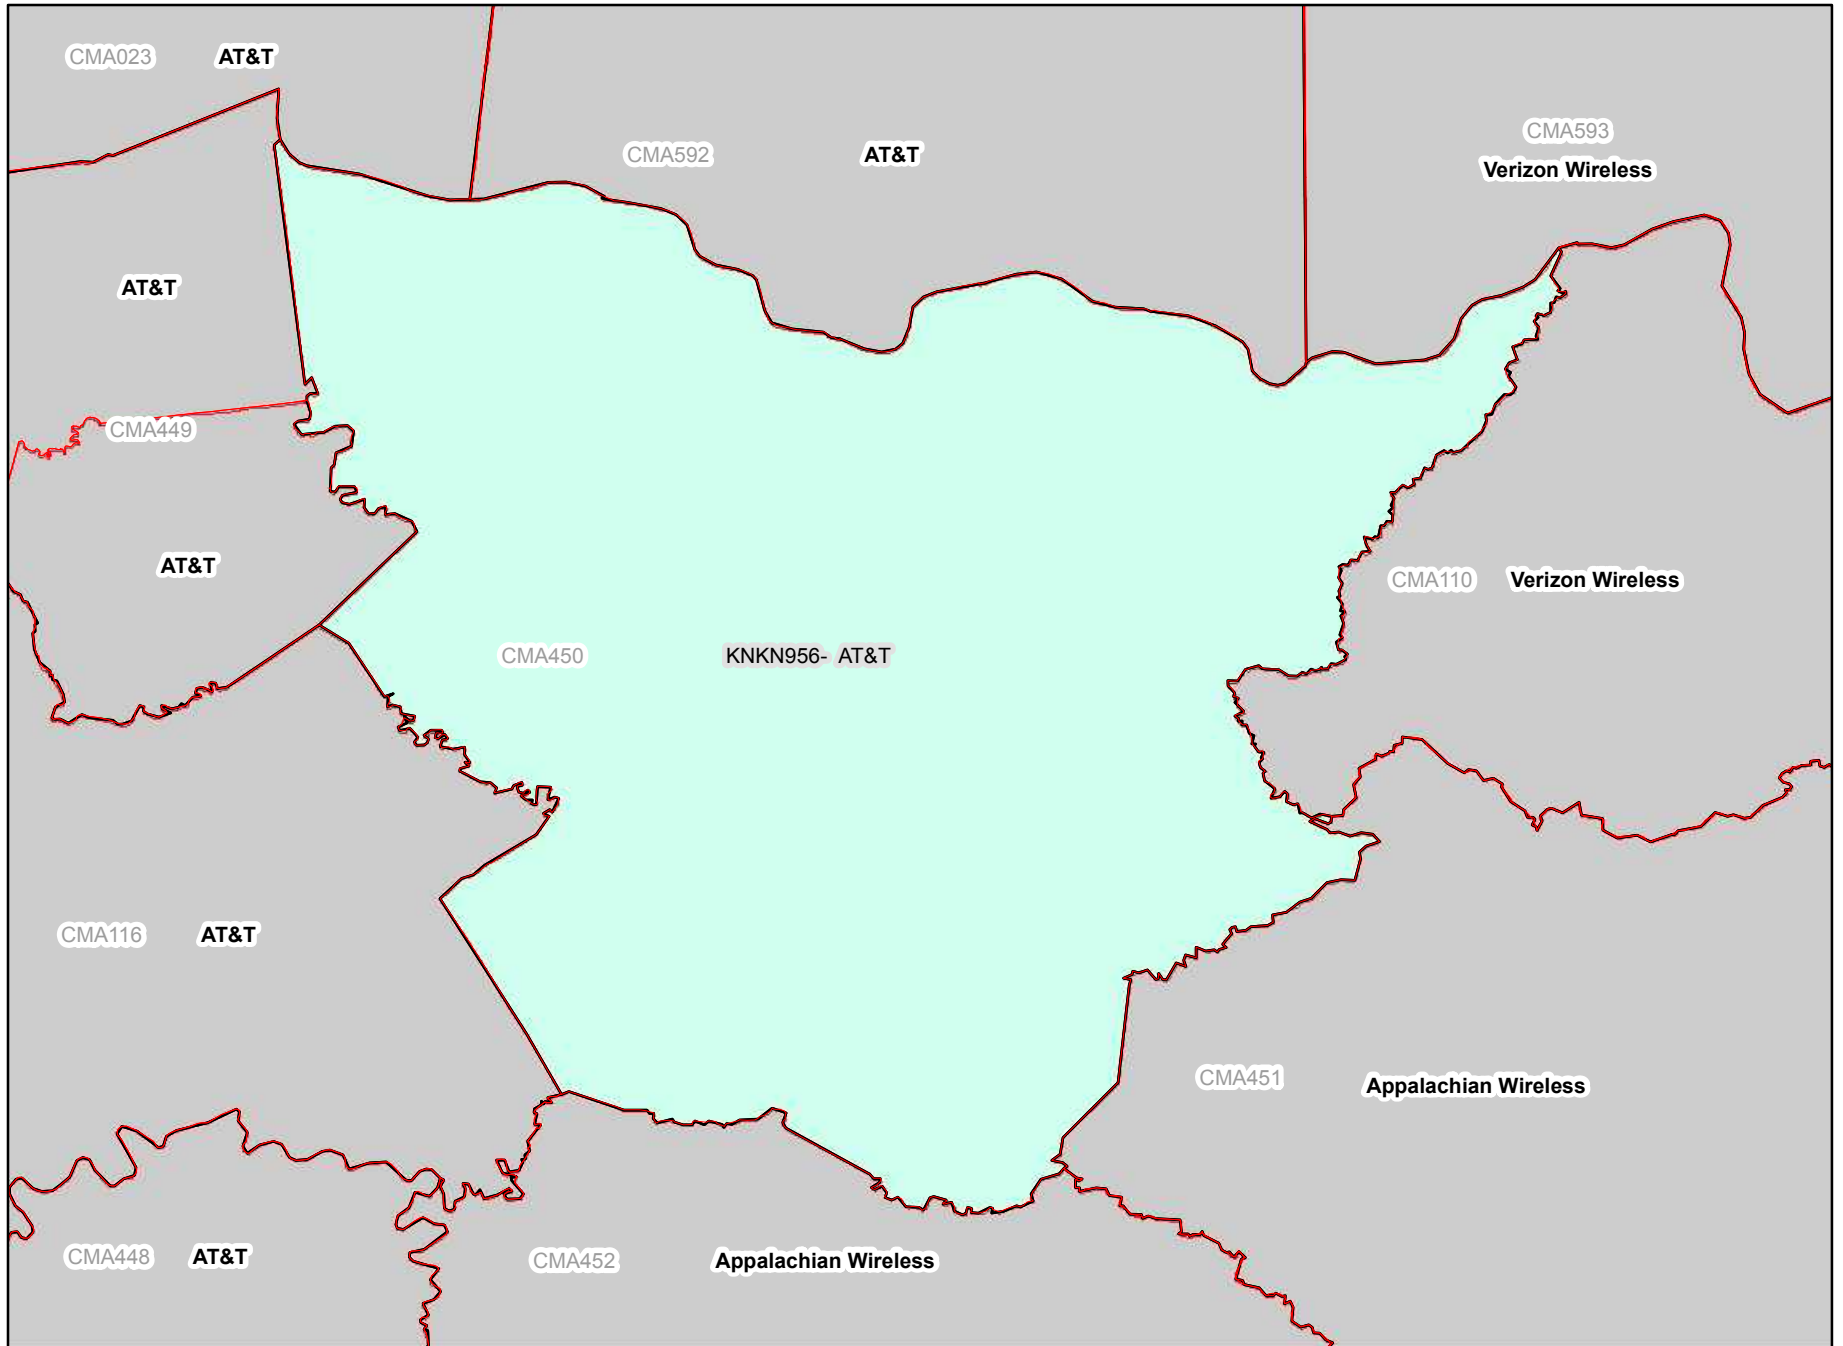 CMA023 AT&T
CMA593
CMA592 AT&T
Verizon Wireless
AT&T
CMA449
AT&T
CMA110 Verizon Wireless
CMA450 KNKN956- AT&T
CMA116 AT&T
CMA451 Appalachian Wireless
CMA448 AT&T
CMA452 Appalachian Wireless